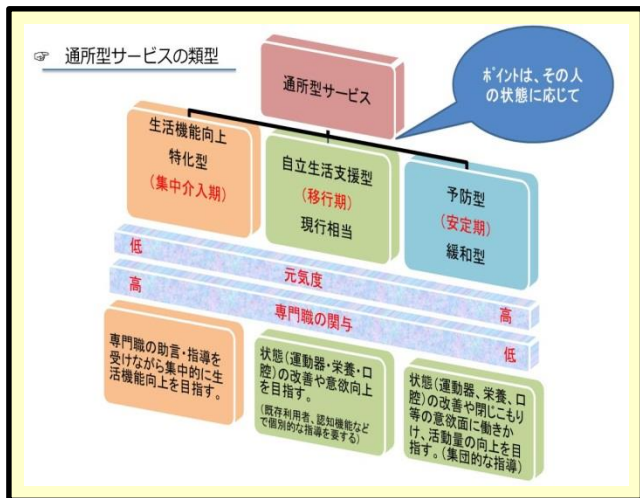 ☞ 通所型サービスの類型
通所型サービス
ポイントは、その人
の状態に応じて
生活機能向上
特化型
(集中介入期)
自立生活支援型
(移行期)
現行相当
予防型
(安定期)
緩和型
低
元気度
高
高
専門職の関与
低
専門職の助言・指導を
受けながら集中的に生
活機能向上を目指す。
状態(運動器・栄養・口
腔)の改善や意欲向上
を目指す。
(既存利用者、認知機能など
で個別的な指導を要する)
状態(運動器、栄養、口
腔)の改善や閉じこもり
等の意欲面に働きか
け、活動量の向上を目
指す。(集団的な指導)